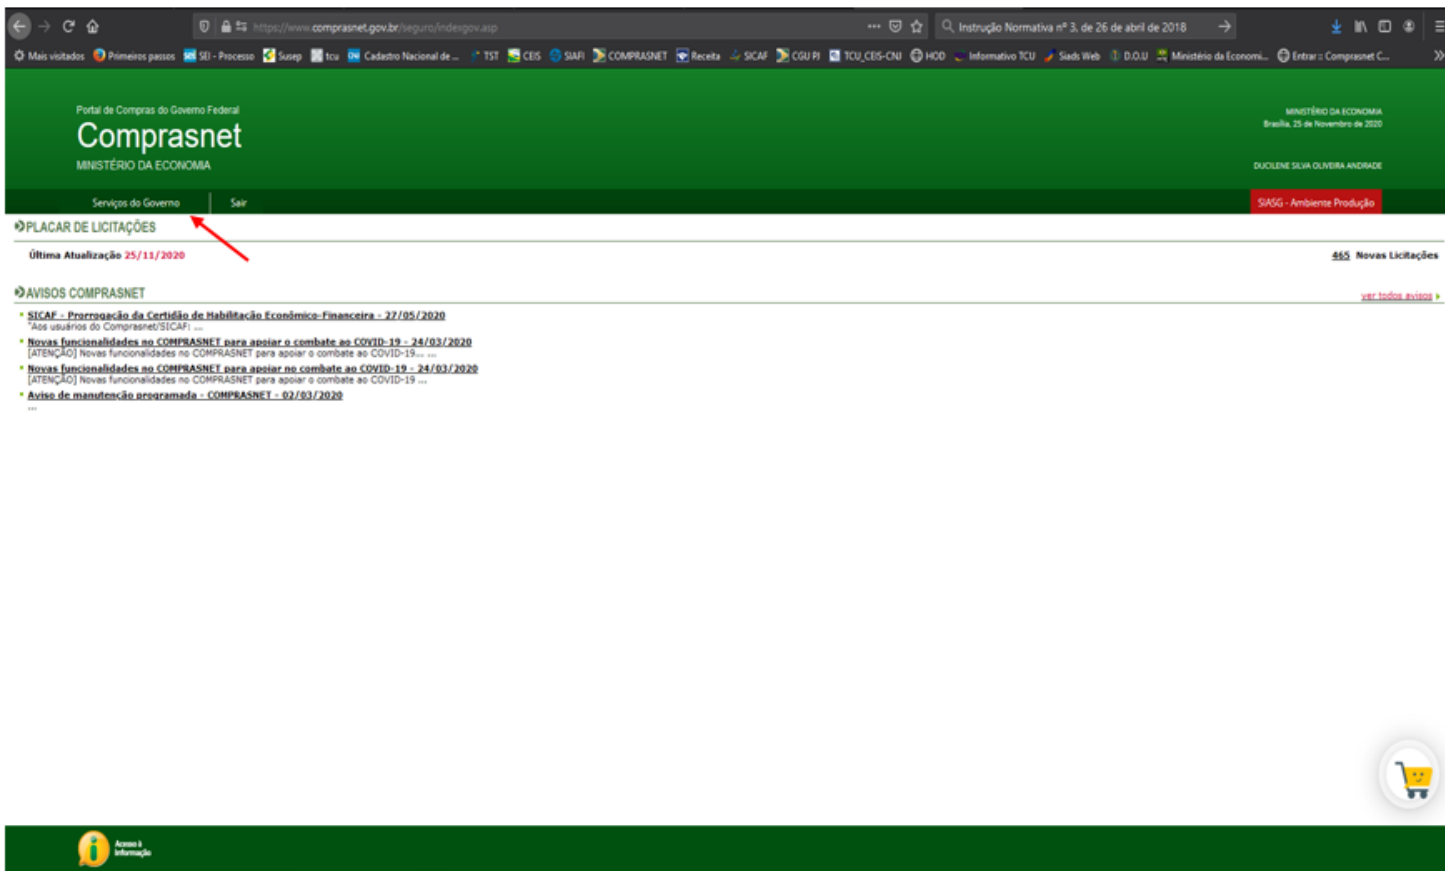 https://www.comprasnet.gov.br/seguro/indexgov.asp
Instrução Normativa nº 3, de 26 de abril de 2018
Mais visitados Primeiros passos SEI - Processo Susep tcu Cadastro Nacional de ... TST CEIS SIAFI COMPRASNET Receita SICAF CGU PJ TCU_CEIS-CNJ HOD Informativo TCU Siads Web D.O.U Ministério da Economi... Entrar :: Comprasnet C...
Portal de Compras do Governo Federal
Comprasnet
MINISTÉRIO DA ECONOMIA
MINISTÉRIO DA ECONOMIA
Brasília, 25 de Novembro de 2020
DUCILENE SILVA OLIVEIRA ANDRADE
Serviços do Governo Sair SIASG - Ambiente Produção
PLACAR DE LICITAÇÕES
Última Atualização 25/11/2020 465 Novas Licitações
AVISOS COMPRASNET ver todos avisos
SICAF - Prorrogação da Certidão de Habilitação Econômico-Financeira - 27/05/2020
"Aos usuários do Comprasnet/SICAF: ...
Novas funcionalidades no COMPRASNET para apoiar o combate ao COVID-19 - 24/03/2020
[ATENÇÃO] Novas funcionalidades no COMPRASNET para apoiar o combate ao COVID-19... ...
Novas funcionalidades no COMPRASNET para apoiar no combate ao COVID-19 - 24/03/2020
[ATENÇÃO] Novas funcionalidades no COMPRASNET para apoiar o combate ao COVID-19 ...
Aviso de manutenção programada - COMPRASNET - 02/03/2020
...
Acesso à
Informação